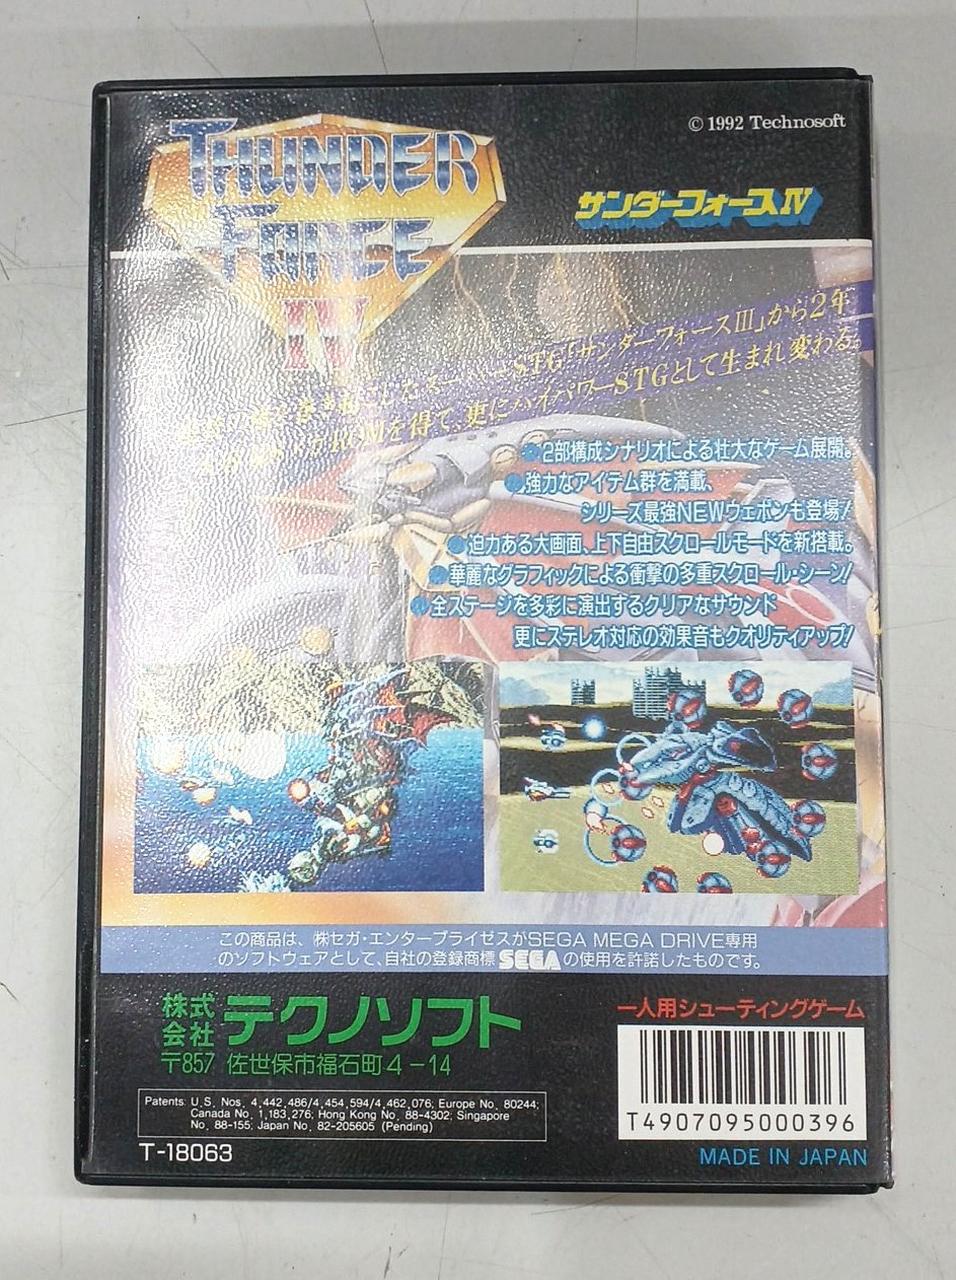 © 1992 Technosoft
THUNDER
FORCE
IV
サンダーフォースIV
STG「サンダーフォースIII」から2年
を得て、更にハイパワーSTGとして生まれ変わる。
●2部構成シナリオによる壮大なゲーム展開。
●強力なアイテム群を満載、
シリーズ最強NEWウェポンも登場!
●迫力ある大画面、上下自由スクロールモードを新搭載。
●華麗なグラフィックによる衝撃の多重スクロール・シーン!
●全ステージを多彩に演出するクリアなサウンド
更にステレオ対応の効果音もクオリティアップ!
この商品は、㈱セガ・エンタープライゼスがSEGA MEGA DRIVE専用
のソフトウェアとして、自社の登録商標 SEGA の使用を許諾したものです。
株式会社 テクノソフト
〒857 佐世保市福石町4-14
Patents: U.S. Nos. 4,442,486/4,454,594/4,462,076; Europe No. 80244;
Canada No. 1,183,276; Hong Kong No. 88-4302; Singapore
No. 88-155; Japan No. 82-205605 (Pending)
T-18063
一人用シューティングゲーム
T4907095000396
MADE IN JAPAN